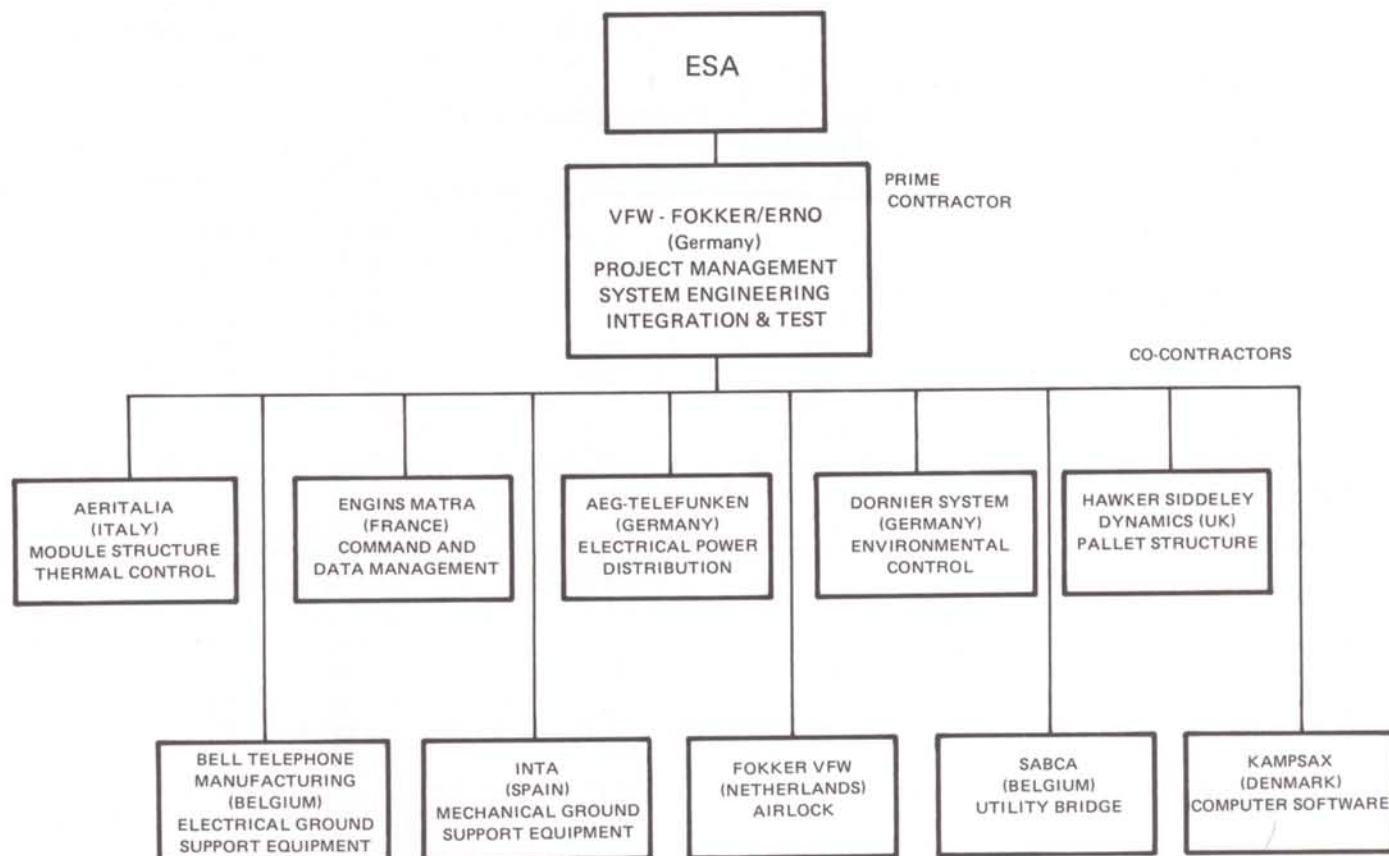 ESA
PRIME
CONTRACTOR
VFW - FOKKER/ERNO
(Germany)
PROJECT MANAGEMENT
SYSTEM ENGINEERING
INTEGRATION & TEST
CO-CONTRACTORS
AERITALIA
(ITALY)
MODULE STRUCTURE
THERMAL CONTROL
ENGINS MATRA
(FRANCE)
COMMAND AND
DATA MANAGEMENT
AEG-TELEFUNKEN
(GERMANY)
ELECTRICAL POWER
DISTRIBUTION
DORNIER SYSTEM
(GERMANY)
ENVIRONMENTAL
CONTROL
HAWKER SIDDELEY
DYNAMICS (UK)
PALLET STRUCTURE
BELL TELEPHONE
MANUFACTURING
(BELGIUM)
ELECTRICAL GROUND
SUPPORT EQUIPMENT
INTA
(SPAIN)
MECHANICAL GROUND
SUPPORT EQUIPMENT
FOKKER VFW
(NETHERLANDS)
AIRLOCK
SABCA
(BELGIUM)
UTILITY BRIDGE
KAMPSAX
(DENMARK)
COMPUTER SOFTWARE